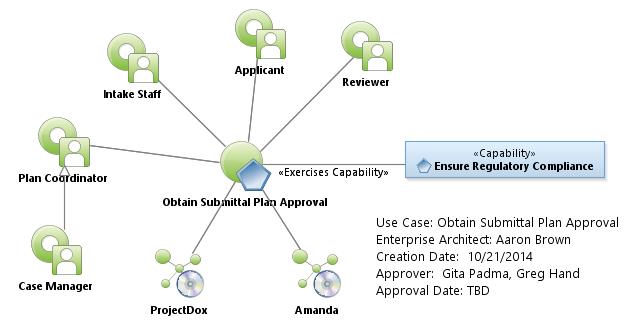 Applicant
Reviewer
Intake Staff
Plan Coordinator
«Capability»
Ensure Regulatory Compliance
«Exercises Capability»
Obtain Submittal Plan Approval
Case Manager
ProjectDox
Amanda
Use Case: Obtain Submittal Plan Approval
Enterprise Architect: Aaron Brown
Creation Date: 10/21/2014
Approver: Gita Padma, Greg Hand
Approval Date: TBD